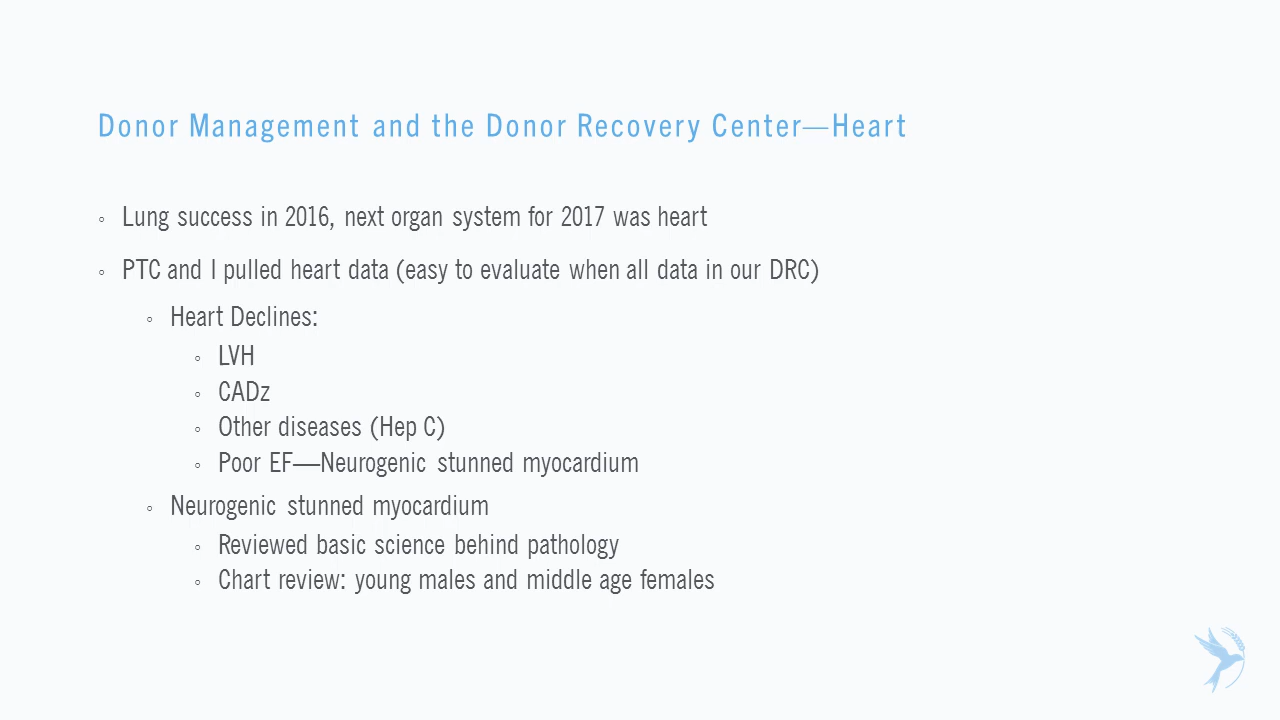 Donor Management and the Donor Recovery Center—Heart
◦ Lung success in 2016, next organ system for 2017 was heart
◦ PTC and I pulled heart data (easy to evaluate when all data in our DRC)
◦ Heart Declines:
◦ LVH
◦ CADz
◦ Other diseases (Hep C)
◦ Poor EF—Neurogenic stunned myocardium
◦ Neurogenic stunned myocardium
◦ Reviewed basic science behind pathology
◦ Chart review: young males and middle age females